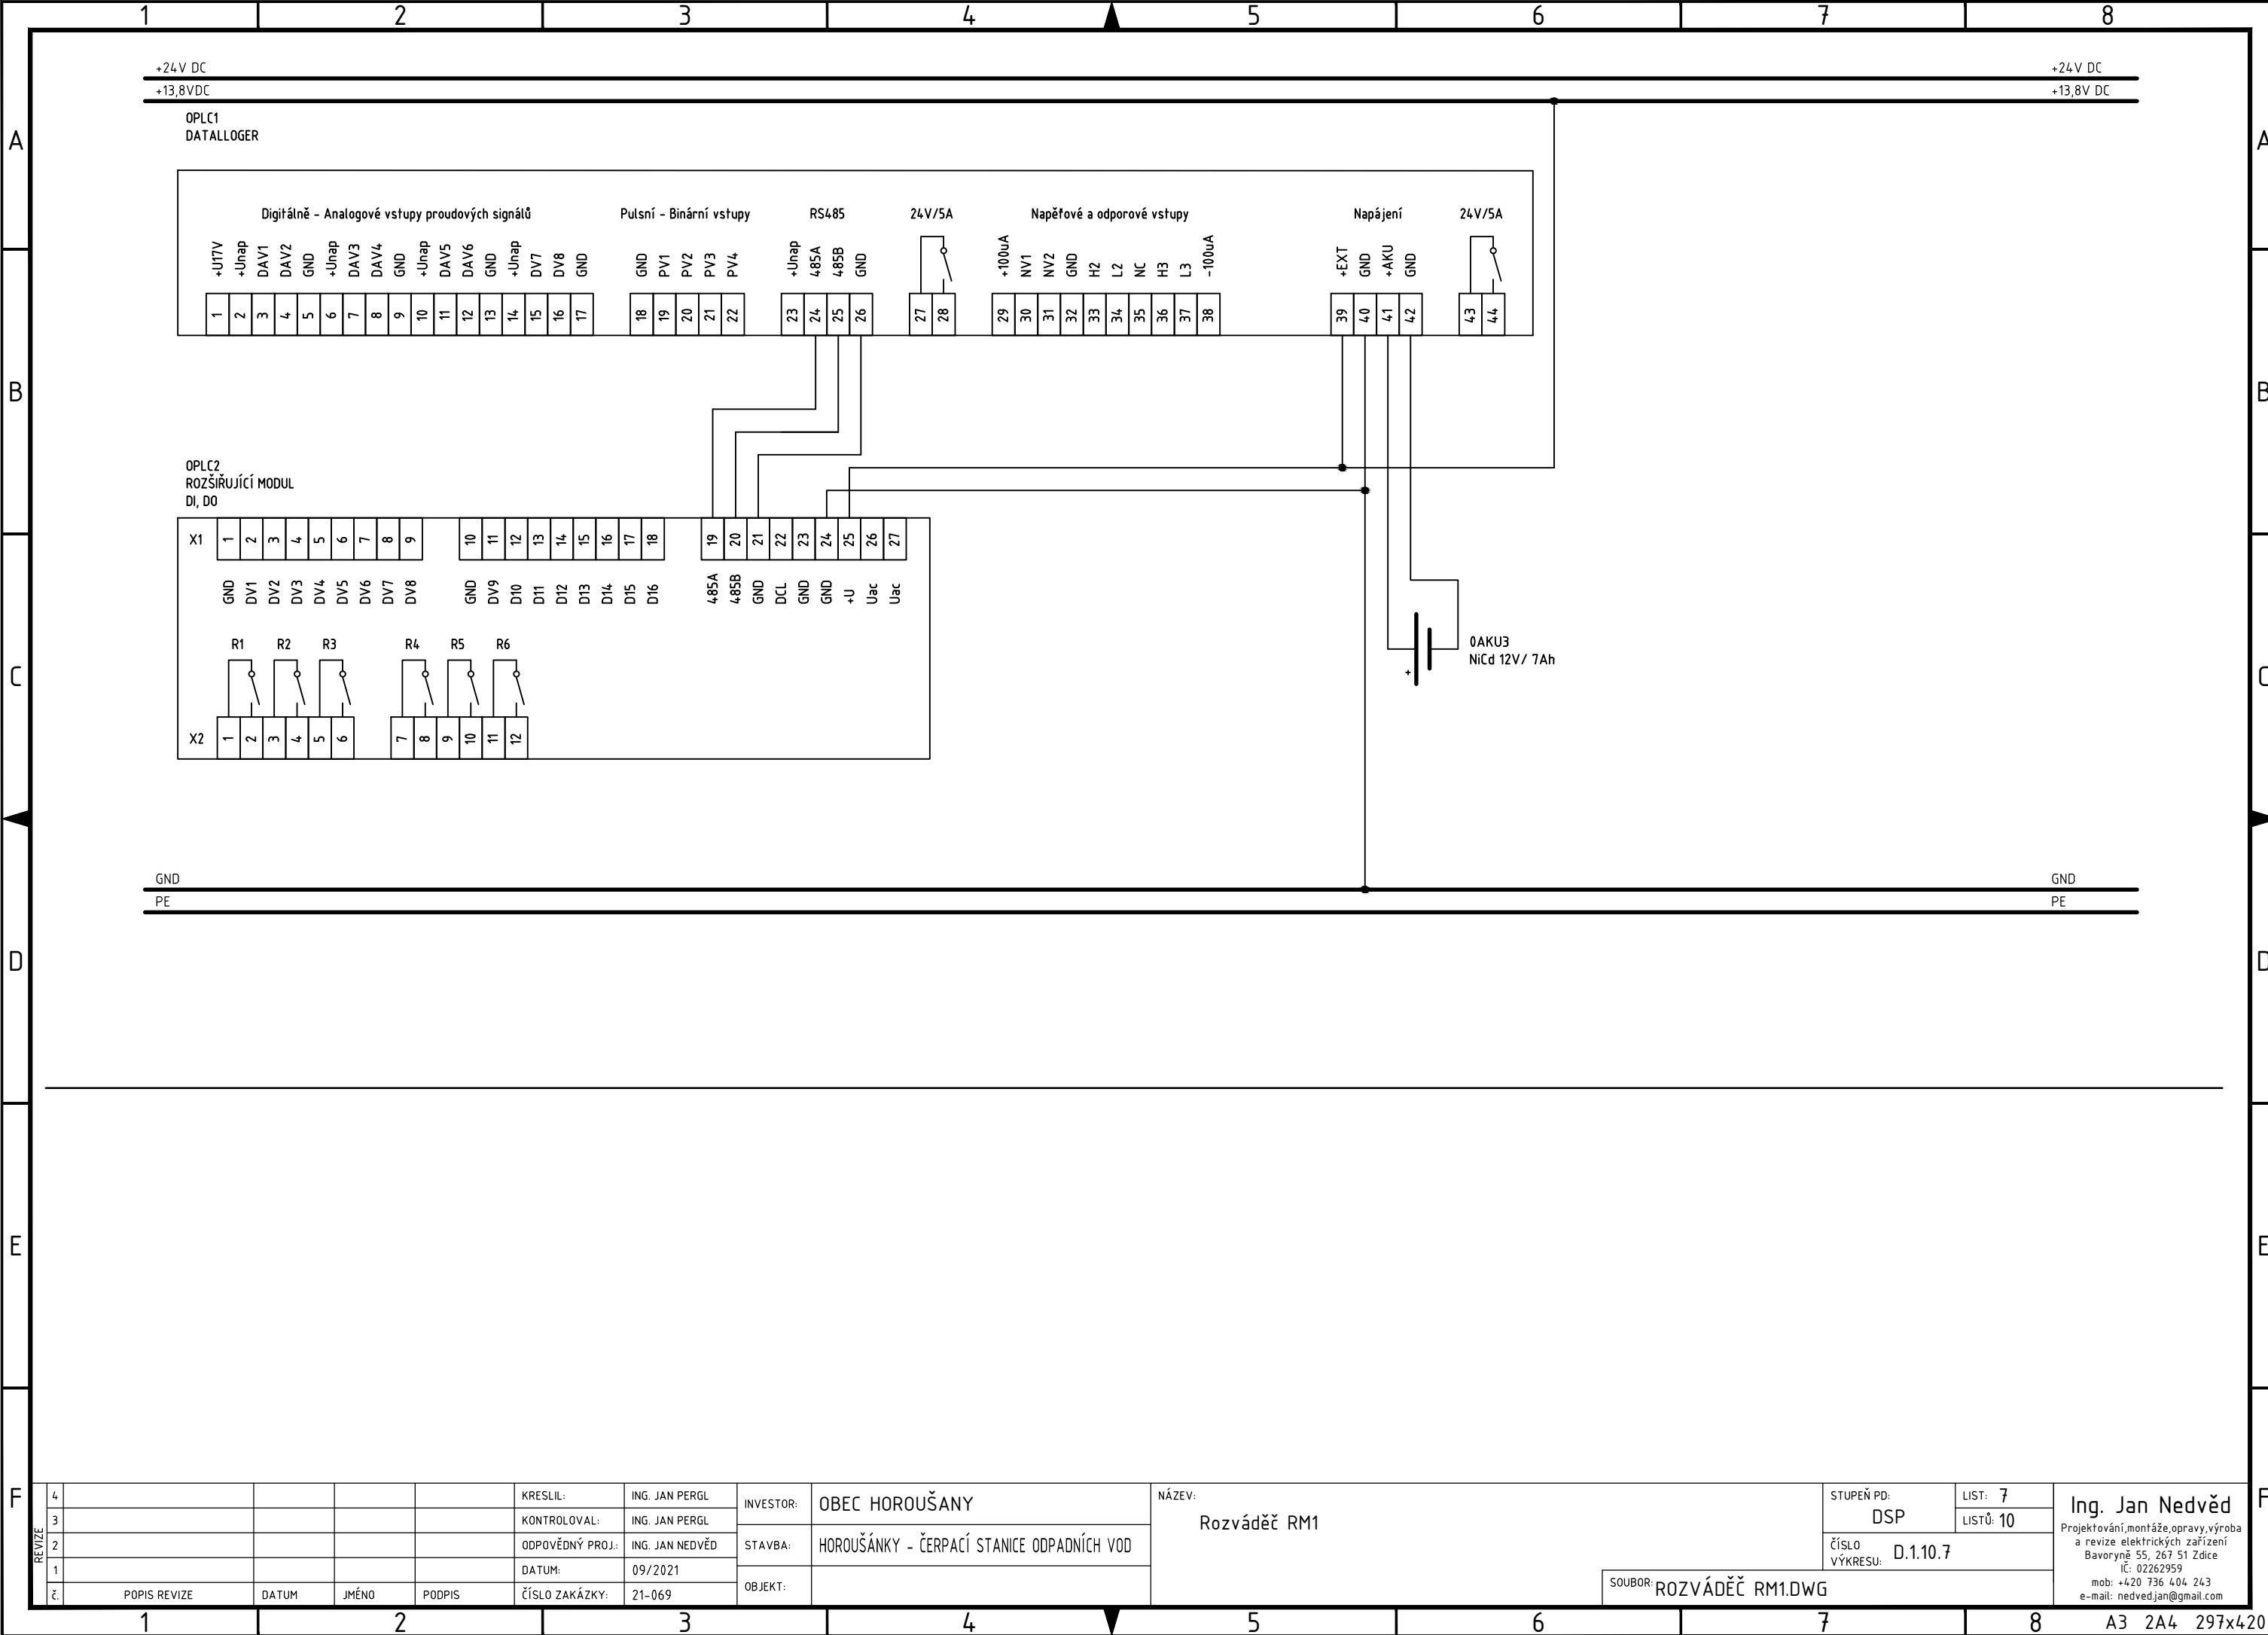 1 2 3 4 5 6 7 8
+24V DC +24V DC
+13,8VDC +13,8V DC
OPLC1
DATALLOGER
A A
Digitálně - Analogové vstupy proudových signálů Pulsní - Binární vstupy RS485 24V/5A Napěťové a odporové vstupy Napájení 24V/5A
+U17V +Unap DAV1 DAV2 GND +Unap DAV3 DAV4 GND +Unap DAV5 DAV6 GND +Unap DV7 DV8 GND GND PV1 PV2 PV3 PV4 +Unap 485A 485B GND +100uA NV1 NV2 GND H2 L2 NC H3 L3 -100uA +EXT GND +AKU GND
1 2 3 4 5 6 7 8 9 10 11 12 13 14 15 16 17 18 19 20 21 22 23 24 25 26 27 28 29 30 31 32 33 34 35 36 37 38 39 40 41 42 43 44
B B
OPLC2
ROZŠIŘUJÍCÍ MODUL
DI, DO
X1 1 2 3 4 5 6 7 8 9 10 11 12 13 14 15 16 17 18 19 20 21 22 23 24 25 26 27
GND DV1 DV2 DV3 DV4 DV5 DV6 DV7 DV8 GND DV9 D10 D11 D12 D13 D14 D15 D16 485A 485B GND DCL GND GND +U Uac Uac
R1 R2 R3 R4 R5 R6
0AKU3
NiCd 12V/ 7Ah
+
C C
X2 1 2 3 4 5 6 7 8 9 10 11 12
GND GND
PE PE
D D
E E
F F
REVIZE
4 KRESLIL: ING. JAN PERGL
3 KONTROLOVAL: ING. JAN PERGL
2 ODPOVĚDNÝ PROJ.: ING. JAN NEDVĚD
1 DATUM: 09/2021
č. POPIS REVIZE DATUM JMÉNO PODPIS ČÍSLO ZAKÁZKY: 21-069
INVESTOR: OBEC HOROUŠANY
STAVBA: HOROUŠÁNKY - ČERPACÍ STANICE ODPADNÍCH VOD
OBJEKT:
NÁZEV:
Rozváděč RM1
SOUBOR: ROZVÁDĚČ RM1.DWG
STUPEŇ PD:
DSP
LIST: 7
LISTŮ: 10
ČÍSLO
VÝKRESU: D.1.10.7
Ing. Jan Nedvěd
Projektování,montáže,opravy,výroba
a revize elektrických zařízení
Bavoryně 55, 267 51 Zdice
IČ: 02262959
mob: +420 736 404 243
e-mail: nedved.jan@gmail.com
1 2 3 4 5 6 7 8
A3 2A4 297x420